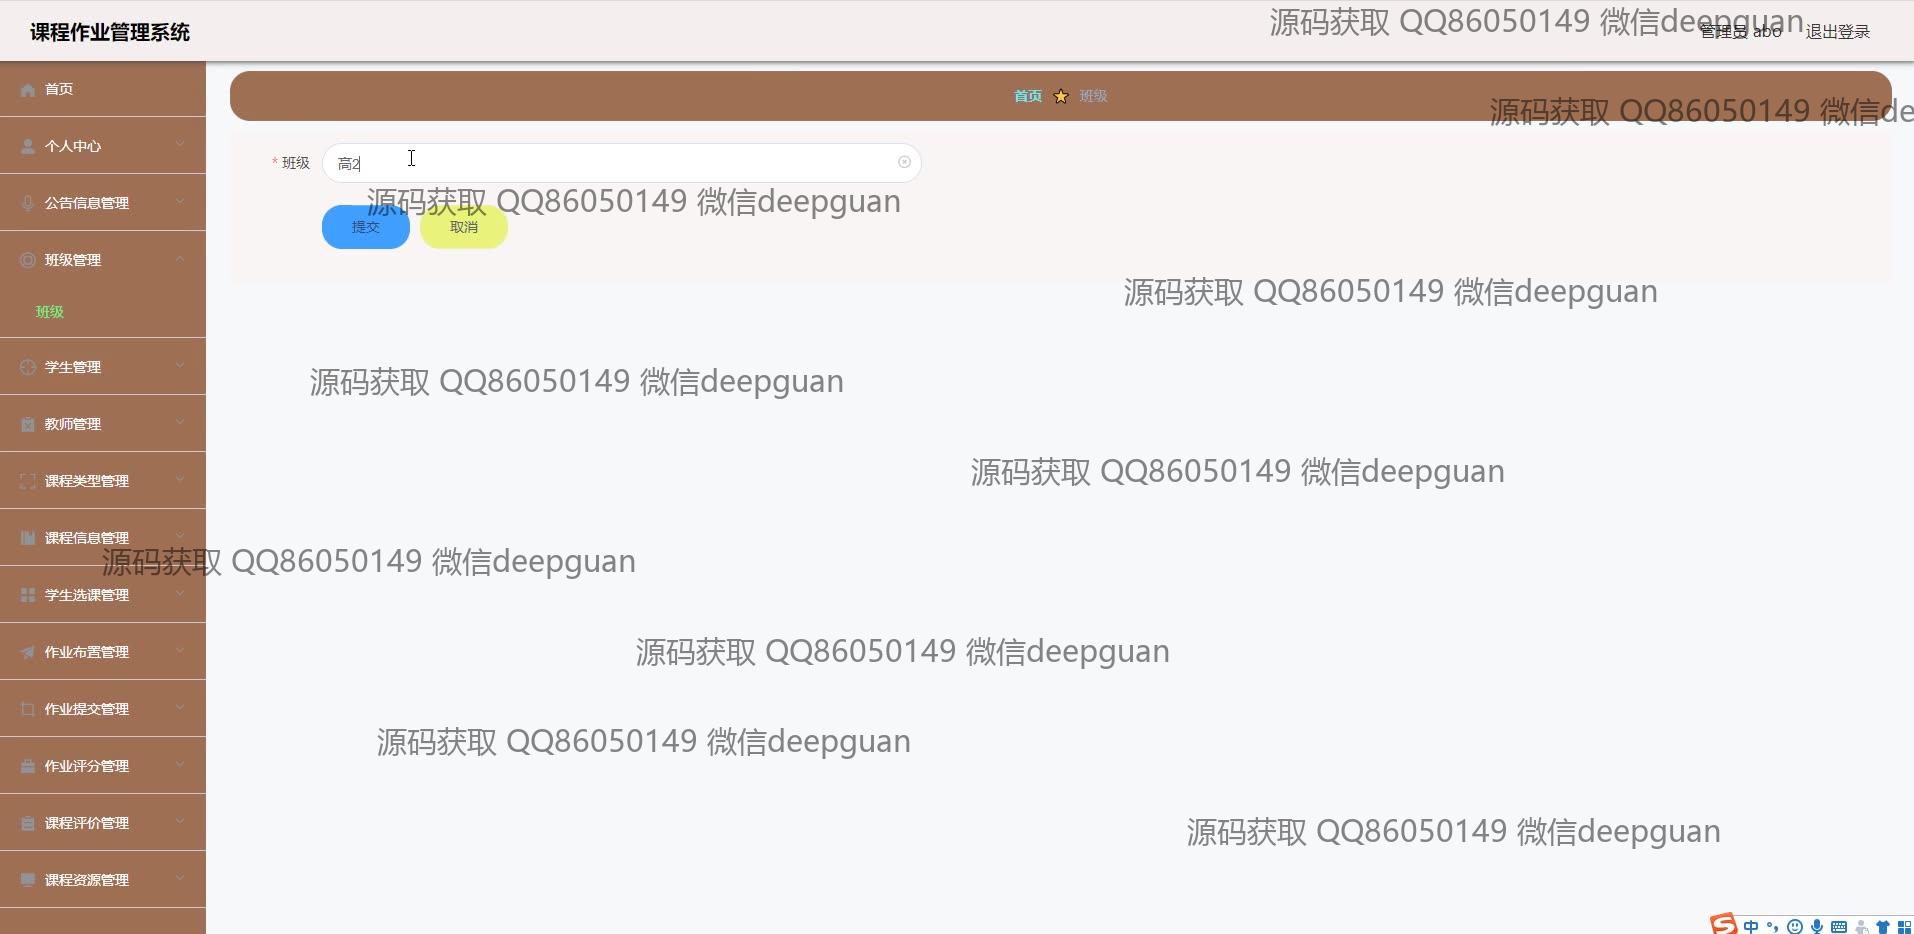 课程作业管理系统
源码获取 QQ86050149 微信deepguan
管理员 abo 退出登录
首页
首页 班级
源码获取 QQ86050149 微信de
个人中心
* 班级 高2
公告信息管理
源码获取 QQ86050149 微信deepguan
提交 取消
班级管理
源码获取 QQ86050149 微信deepguan
班级
学生管理
源码获取 QQ86050149 微信deepguan
教师管理
课程类型管理
源码获取 QQ86050149 微信deepguan
课程信息管理
源码获取 QQ86050149 微信deepguan
学生选课管理
作业布置管理
源码获取 QQ86050149 微信deepguan
作业提交管理
源码获取 QQ86050149 微信deepguan
作业评分管理
课程评价管理
源码获取 QQ86050149 微信deepguan
课程资源管理
中